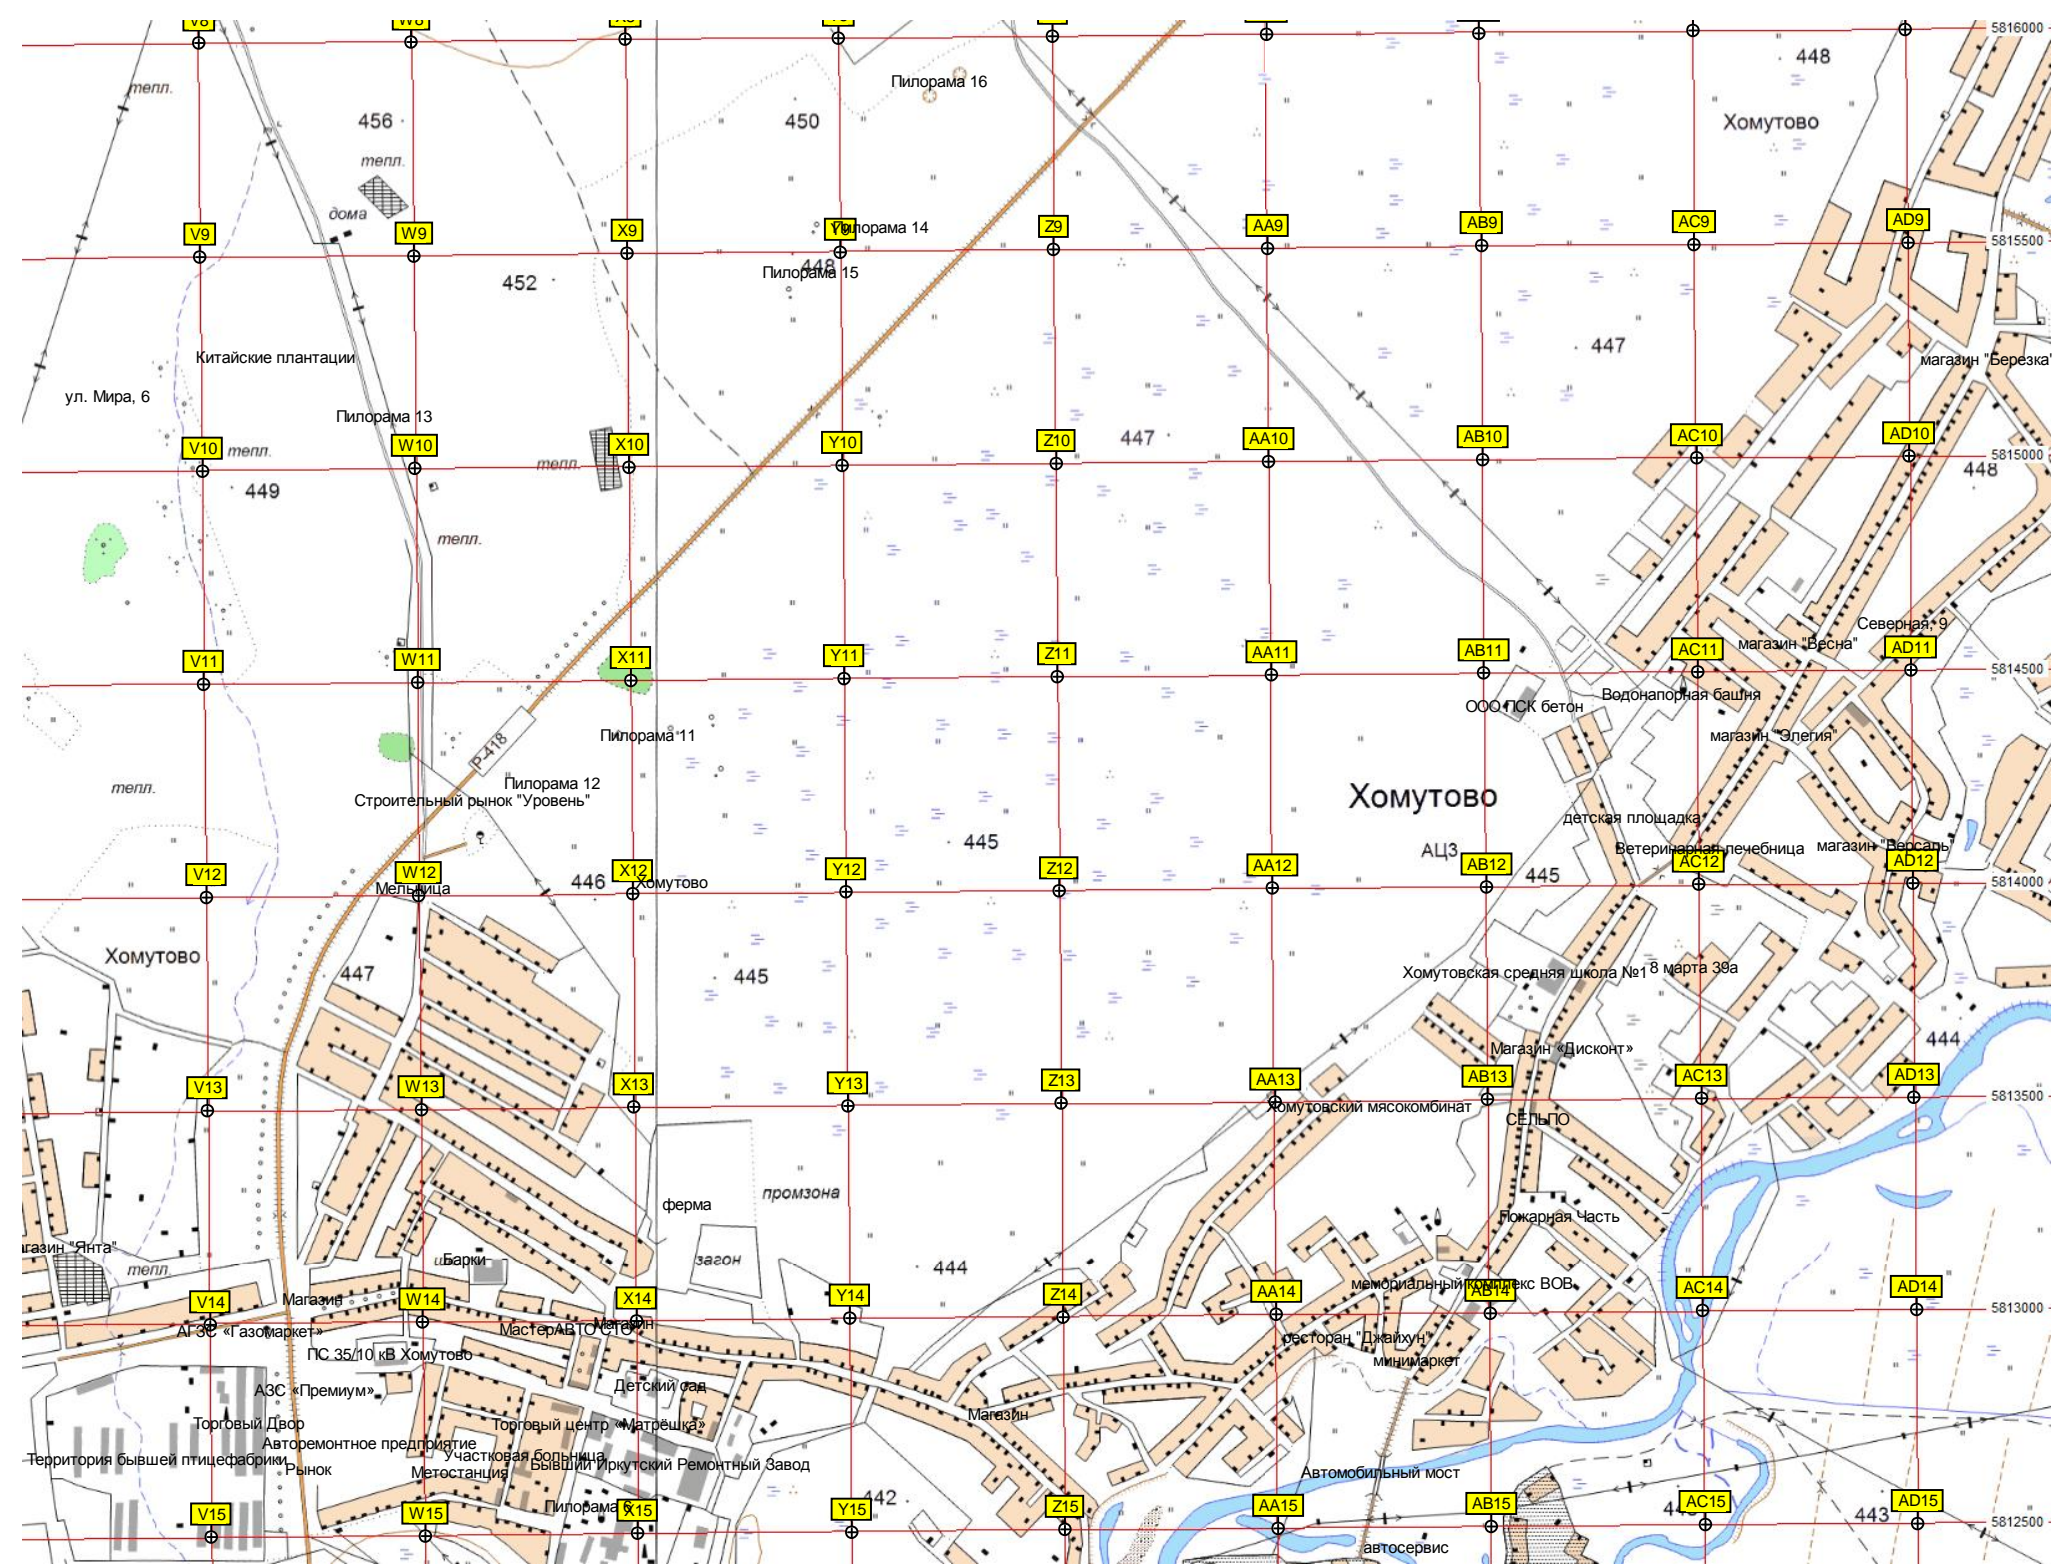 V8 W8
5816000
448
тепл.
Пилорама 16
456
450
Хомутово
тепл.
дома
V9 W9 X9 Y9 Пилорама 14 Z9 AA9 AB9 AC9 AD9
5815500
448
Пилорама 15
452
447
Китайские плантации
магазин "Березка"
ул. Мира, 6
Пилорама 13
V10 W10 X10 Y10 Z10 447 AA10 AB10 AC10 AD10
тепл.
тепл.
5815000
448
449
тепл.
Северная, 9
магазин "Весна"
V11 W11 X11 Y11 Z11 AA11 AB11 AC11 AD11
5814500
Водонапорная башня
ООО ПСК бетон
Пилорама 11
магазин "Элегия"
Р-418
тепл.
Пилорама 12
Строительный рынок "Уровень"
Хомутово
детская площадка
445
АЦЗ
Ветеринарная лечебница
магазин "Версаль"
V12 W12 X12 Y12 Z12 AA12 AB12 AC12 AD12
446
Хомутово
445
5814000
Мельница
Хомутово
447
445
Хомутовская средняя школа №1
8 марта 39а
444
Магазин «Дисконт»
V13 W13 X13 Y13 Z13 AA13 AB13 AC13 AD13
5813500
Хомутовский мясокомбинат
СЕЛЬПО
промзона
ферма
Пожарная Часть
агазин "Янта"
Барки
загон
тепл.
444
мемориальный комплекс ВОВ
V14 Магазин W14 X14 Y14 Z14 AA14 AB14 AC14 AD14
5813000
АГЗС «Газомаркет»
МастерАВТО СТО
Магазин
ресторан "Джайхун"
ПС 35/10 кВ Хомутово
минимаркет
АЗС «Премиум»
Детский сад
Магазин
Торговый Двор
Торговый центр «Матрёшка»
Авторемонтное предприятие
Территория бывшей птицефабрики
Участковая больница
Рынок
Метостанция
Бывший Иркутский Ремонтный Завод
Автомобильный мост
442
V15 W15 Пилорама 6 X15 Y15 Z15 AA15 AB15 AC15 443 AD15
5812500
автосервис